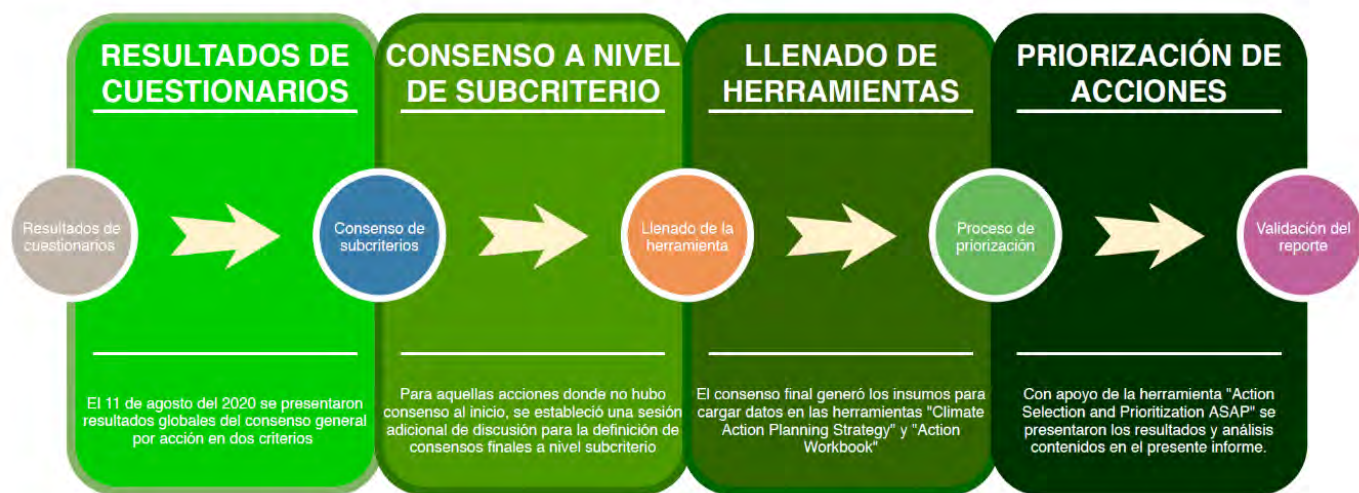 RESULTADOS DE
CUESTIONARIOS
CONSENSO A NIVEL
DE SUBCRITERIO
LLENADO DE
HERRAMIENTAS
PRIORIZACIÓN DE
ACCIONES
Resultados de
cuestionarios
Consenso de
subcriterios
Llenado de la
herramienta
Proceso de
priorización
Validación del
reporte
El 11 de agosto del 2020 se presentaron
resultados globales del consenso general
por acción en dos criterios
Para aquellas acciones donde no hubo
consenso al inicio, se estableció una sesión
adicional de discusión para la definición de
consensos finales a nivel subcriterio
El consenso final generó los insumos para
cargar datos en las herramientas "Climate
Action Planning Strategy" y "Action
Workbook"
Con apoyo de la herramienta "Action
Selection and Prioritization ASAP" se
presentaron los resultados y análisis
contenidos en el presente informe.